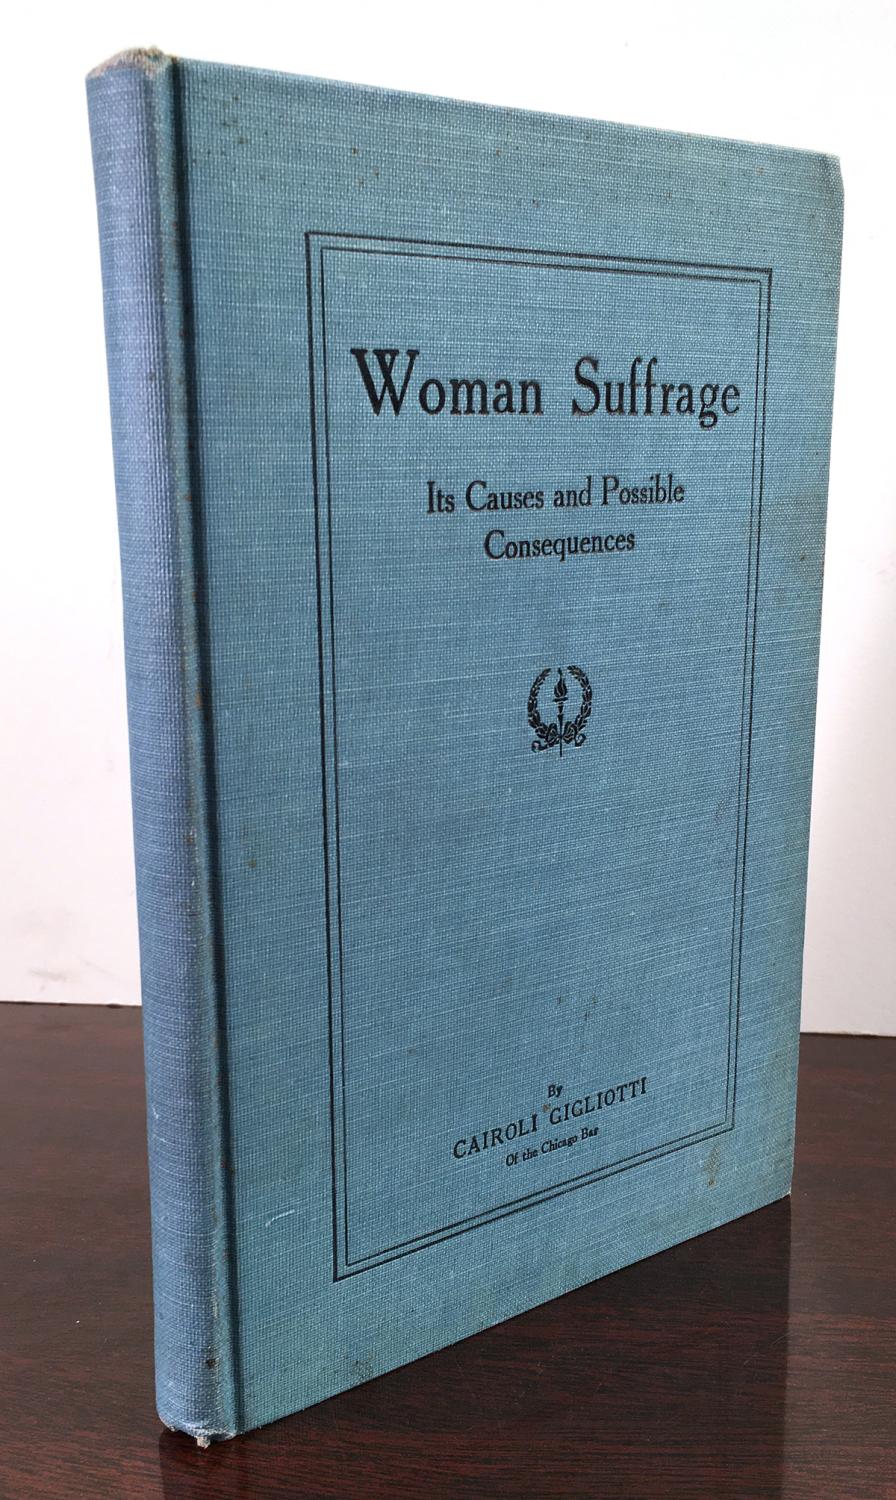 Woman Suffrage
Its Causes and Possible
Consequences
By
CAIROLI GIGLIOTTI
Of the Chicago Bar